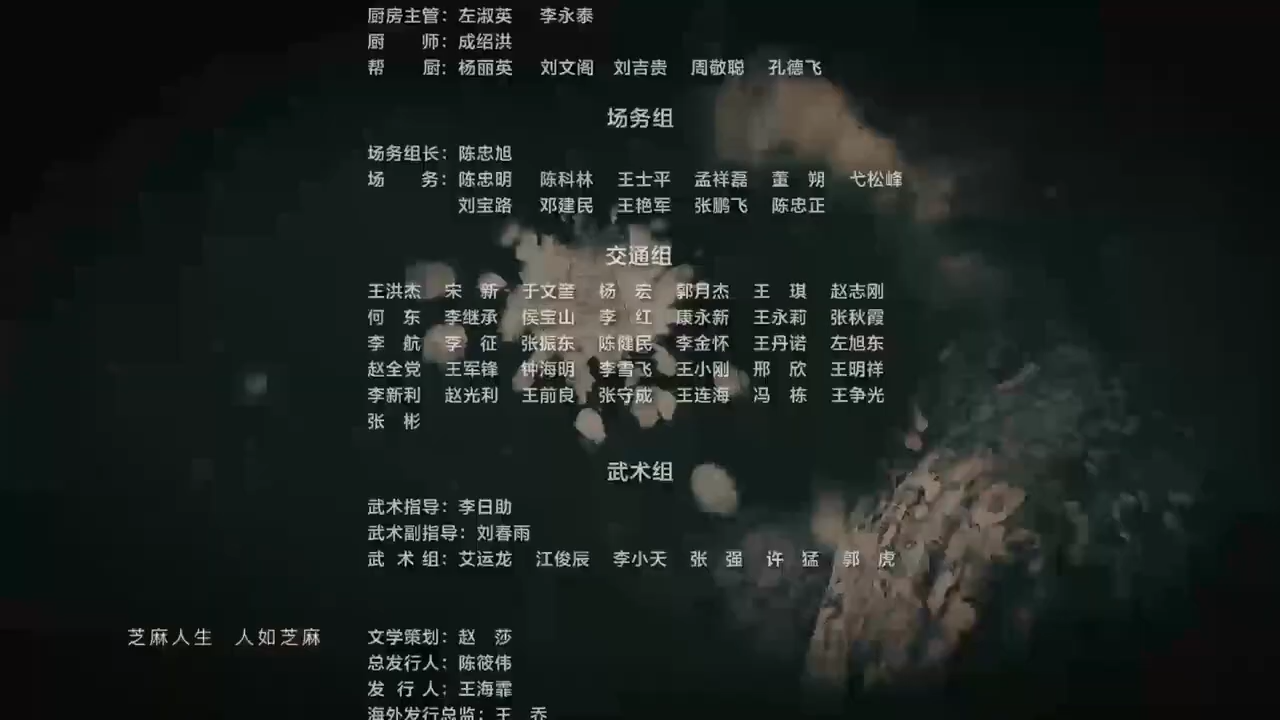 厨房主管：左淑英 李永泰
厨 师：成绍洪
帮 厨：杨丽英 刘文阁 刘吉贵 周敬聪 孔德飞
场务组
场务组长：陈忠旭
场 务：陈忠明 陈科林 王士平 孟祥磊 董 朔 弋松峰
刘宝路 邓建民 王艳军 张鹏飞 陈忠正
交通组
王洪杰 宋 新 于文奎 杨 宏 郭月杰 王 琪 赵志刚
何 东 李继承 侯宝山 李 红 康永新 王永莉 张秋霞
李 航 李 征 张振东 陈健民 李金怀 王丹诺 左旭东
赵全党 王军锋 钟海明 李雪飞 王小刚 邢 欣 王明祥
李新利 赵光利 王前良 张守成 王连海 冯 栋 王争光
张 彬
武术组
武术指导：李日助
武术副指导：刘春雨
武 术 组：艾运龙 江俊辰 李小天 张 强 许 猛 郭 虎
芝麻人生 人如芝麻
文学策划：赵 莎
总发行人：陈筱伟
发 行 人：王海霏
海外发行总监：王 乔